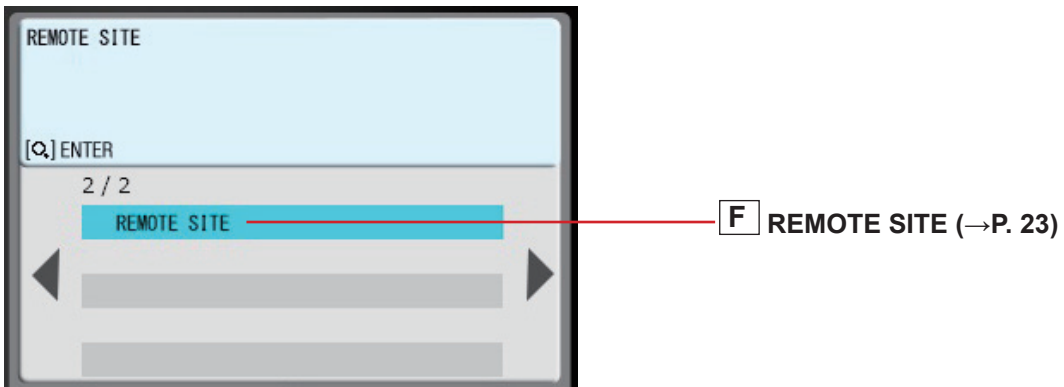 REMOTE SITE
[🔍] ENTER
2 / 2
REMOTE SITE
F REMOTE SITE (→P. 23)